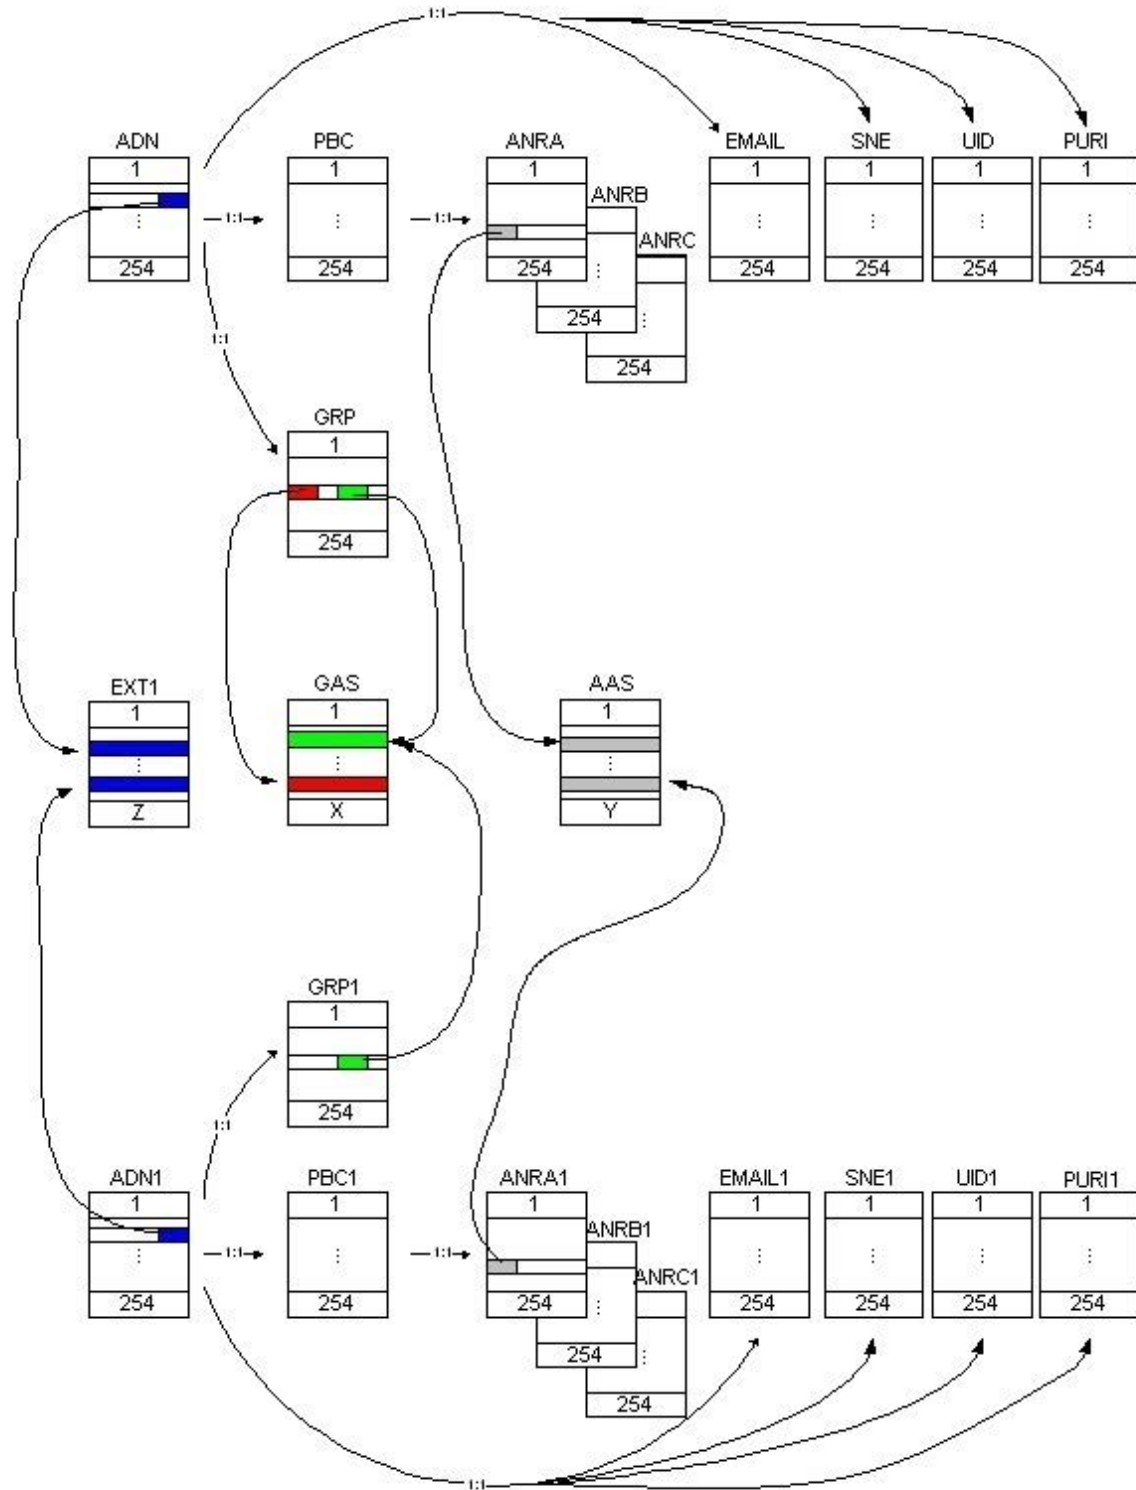 1:1
ADN PBC ANRA EMAIL SNE UID PURI
1 1 1 1 1 1 1
ANRB
1:1 1:1
ANRC
254 254 254 254 254 254 254
254
1:1
254
GRP
1
254
EXT1 GAS AAS
1 1 1
Z X Y
GRP1
1
254
1:1
ADN1 PBC1 ANRA1 EMAIL1 SNE1 UID1 PURI1
1 1 1 1 1 1 1
ANRB1
1:1 1:1
ANRC1
254 254 254 254 254 254 254
254
254
1:1